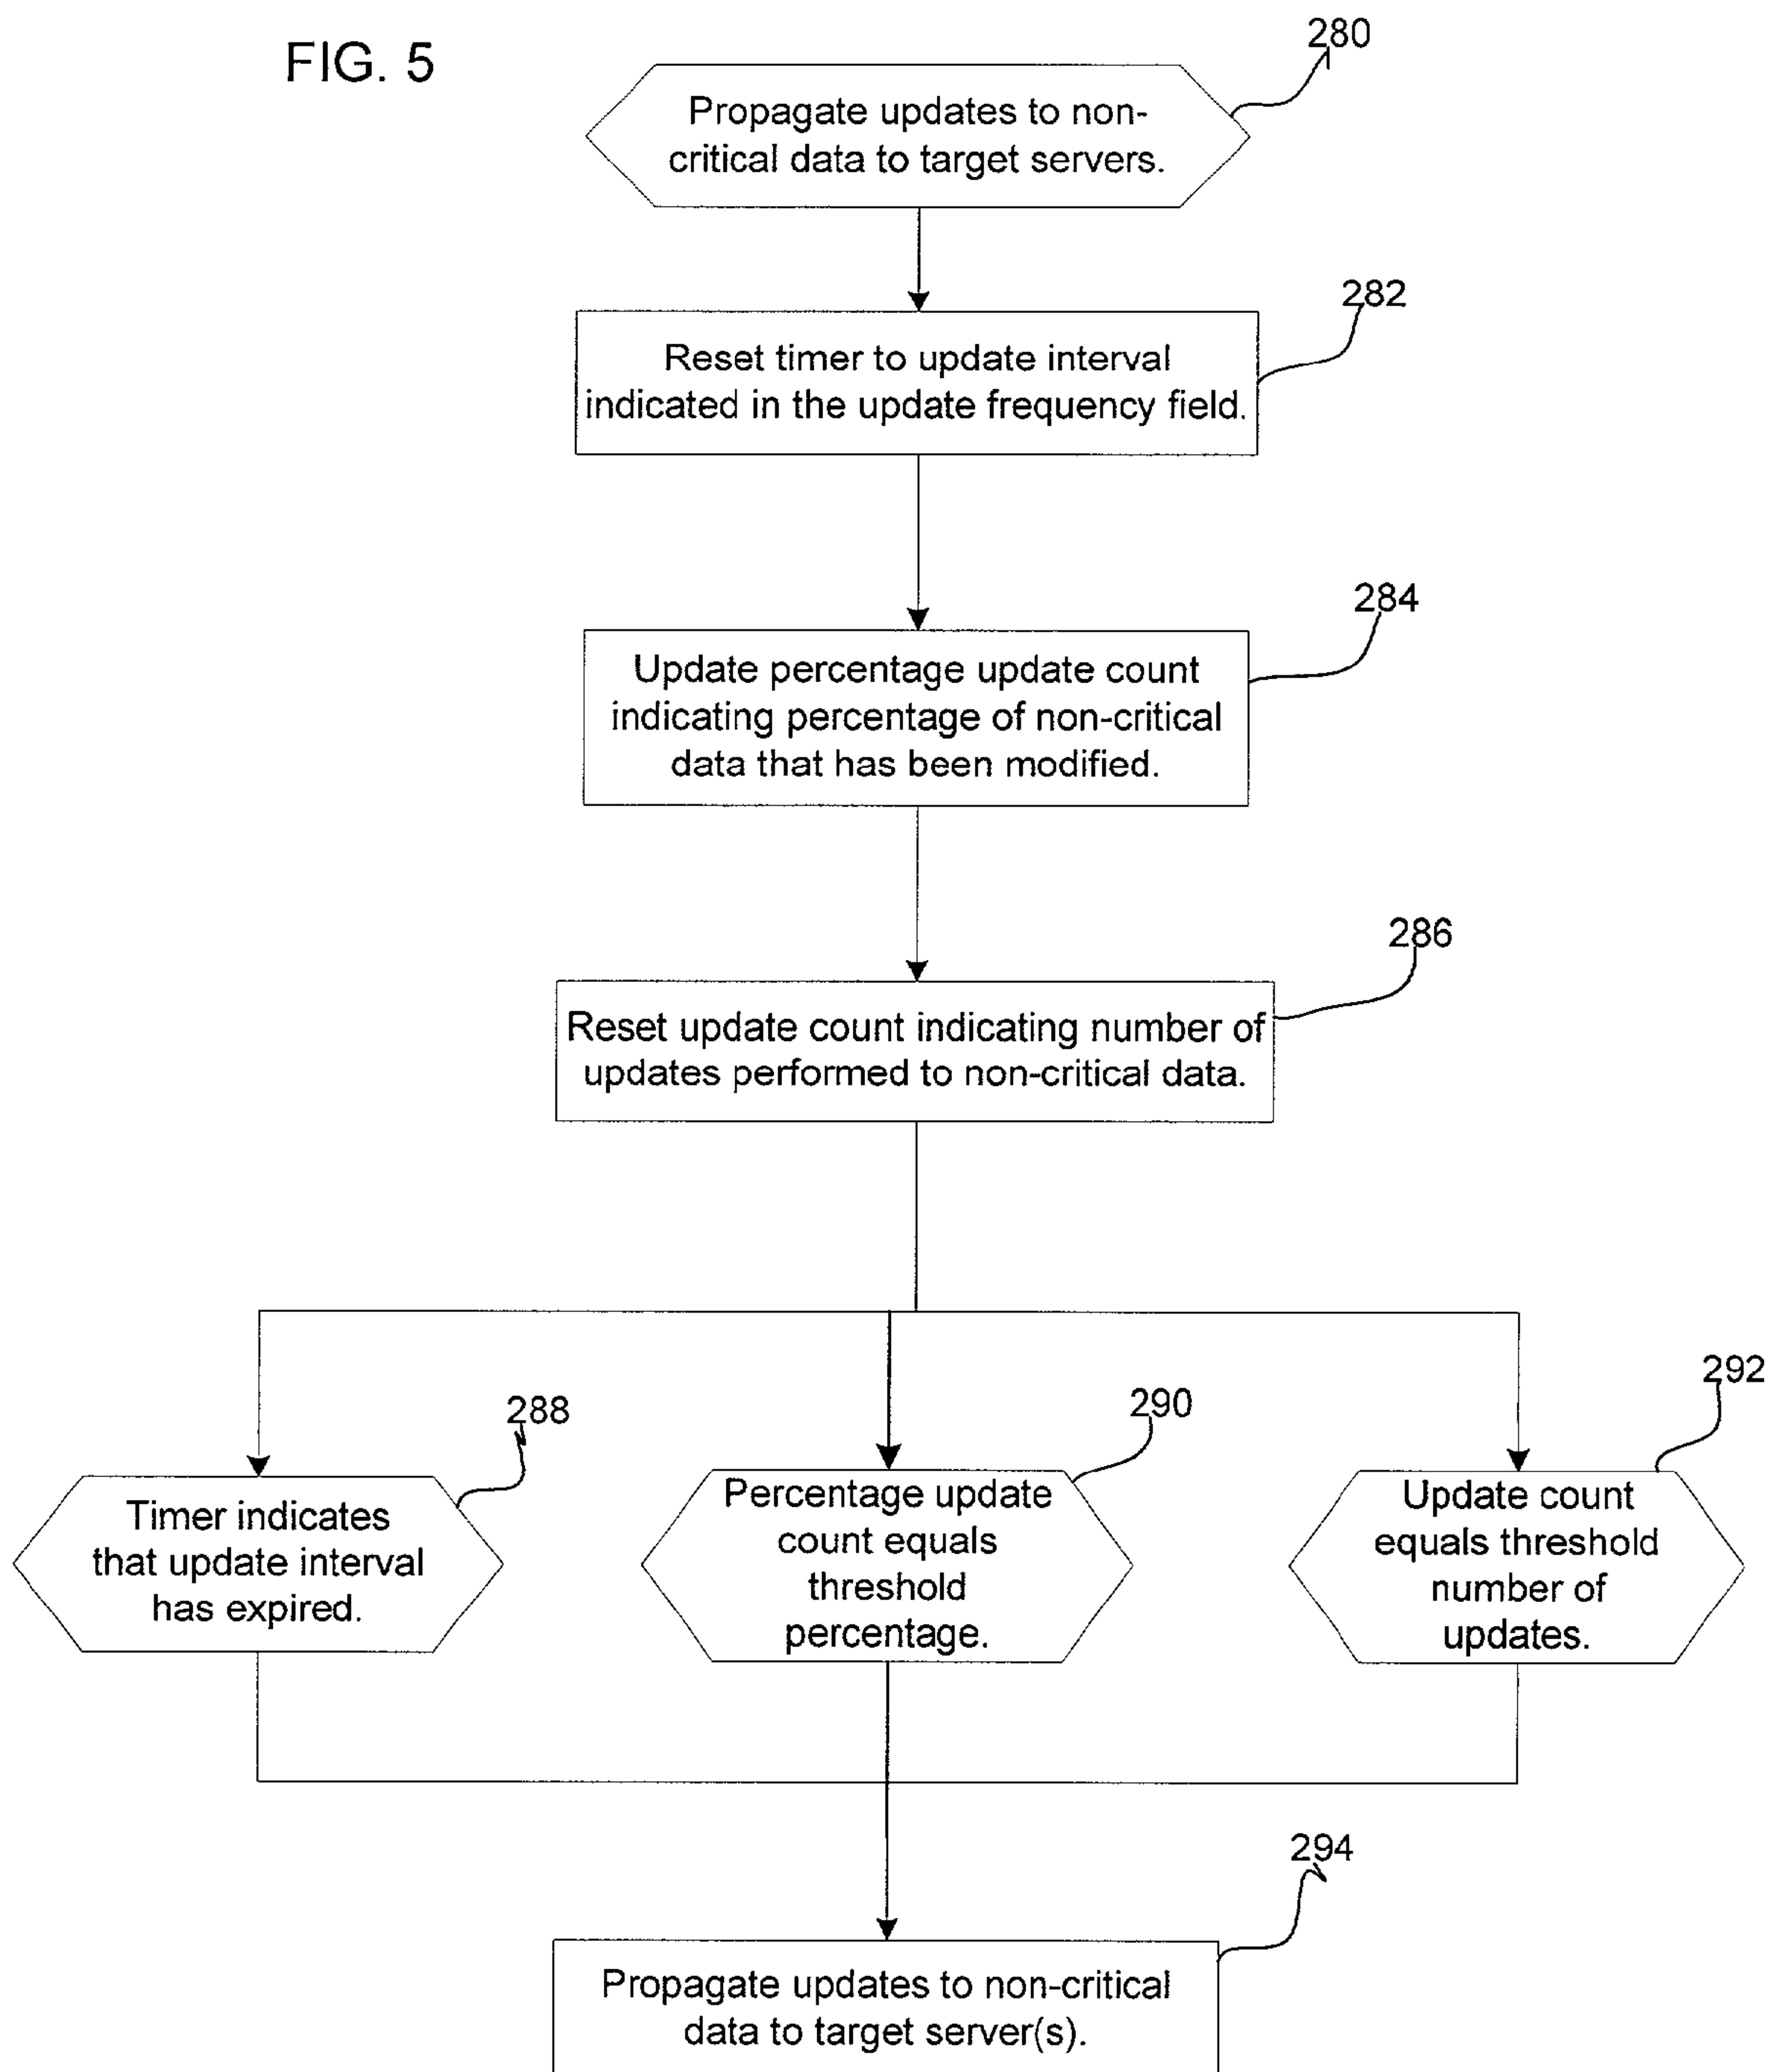 FIG. 5
280
Propagate updates to non-
critical data to target servers.
282
Reset timer to update interval
indicated in the update frequency field.
284
Update percentage update count
indicating percentage of non-critical
data that has been modified.
286
Reset update count indicating number of
updates performed to non-critical data.
288
Timer indicates
that update interval
has expired.
290
Percentage update
count equals
threshold
percentage.
292
Update count
equals threshold
number of
updates.
294
Propagate updates to non-critical
data to target server(s).